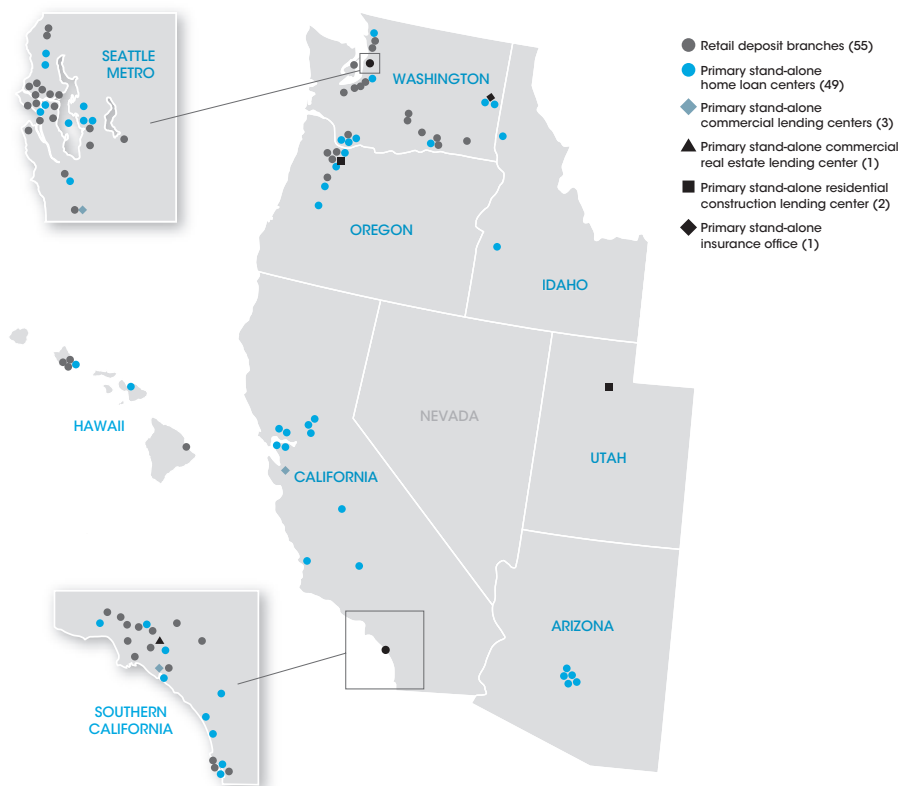 SEATTLE
METRO
WASHINGTON
OREGON
IDAHO
HAWAII
NEVADA
CALIFORNIA
UTAH
ARIZONA
SOUTHERN
CALIFORNIA
Retail deposit branches (55)
Primary stand-alone
home loan centers (49)
Primary stand-alone
commercial lending centers (3)
Primary stand-alone commercial
real estate lending center (1)
Primary stand-alone residential
construction lending center (2)
Primary stand-alone
insurance office (1)